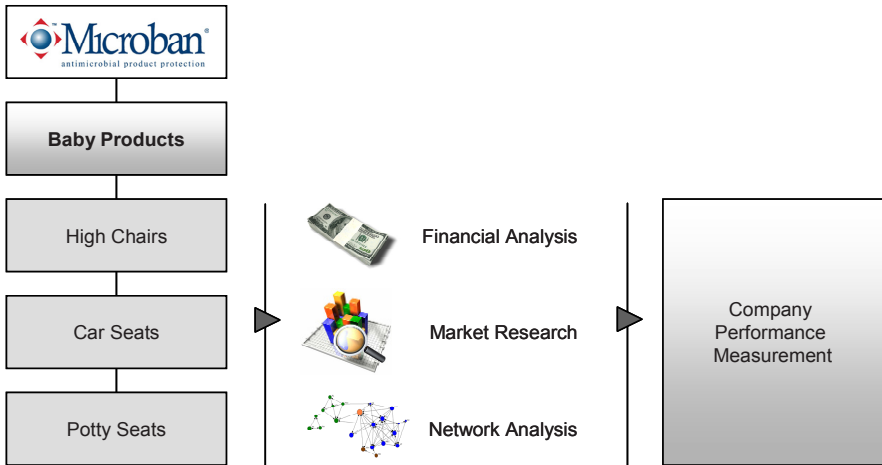 Microban®
antimicrobial product protection
Baby Products
High Chairs
Car Seats
Potty Seats
Financial Analysis
Market Research
Network Analysis
Company
Performance
Measurement